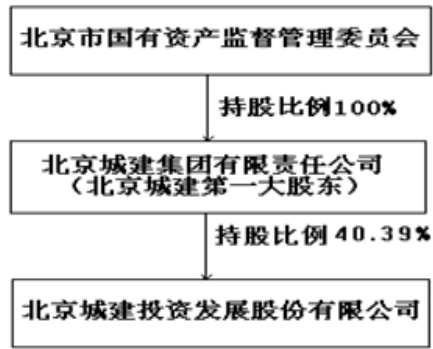 北京市国有资产监督管理委员会
持股比例100%
北京城建集团有限责任公司
（北京城建第一大股东）
持股比例 40.39%
北京城建投资发展股份有限公司